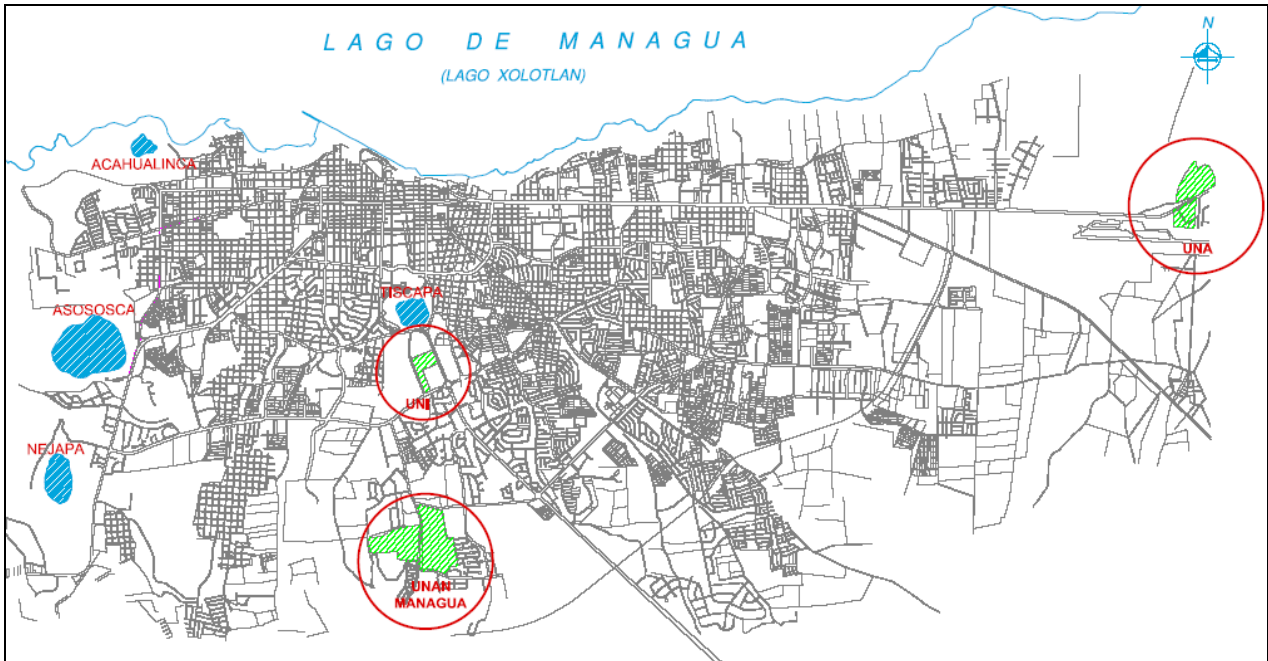 LAGO DE MANAGUA
(LAGO XOLOTLAN)
N
ACAHUALINCA
UNA
TISCAPA
ASOSOSCA
UNI
NEJAPA
UNAN
MANAGUA